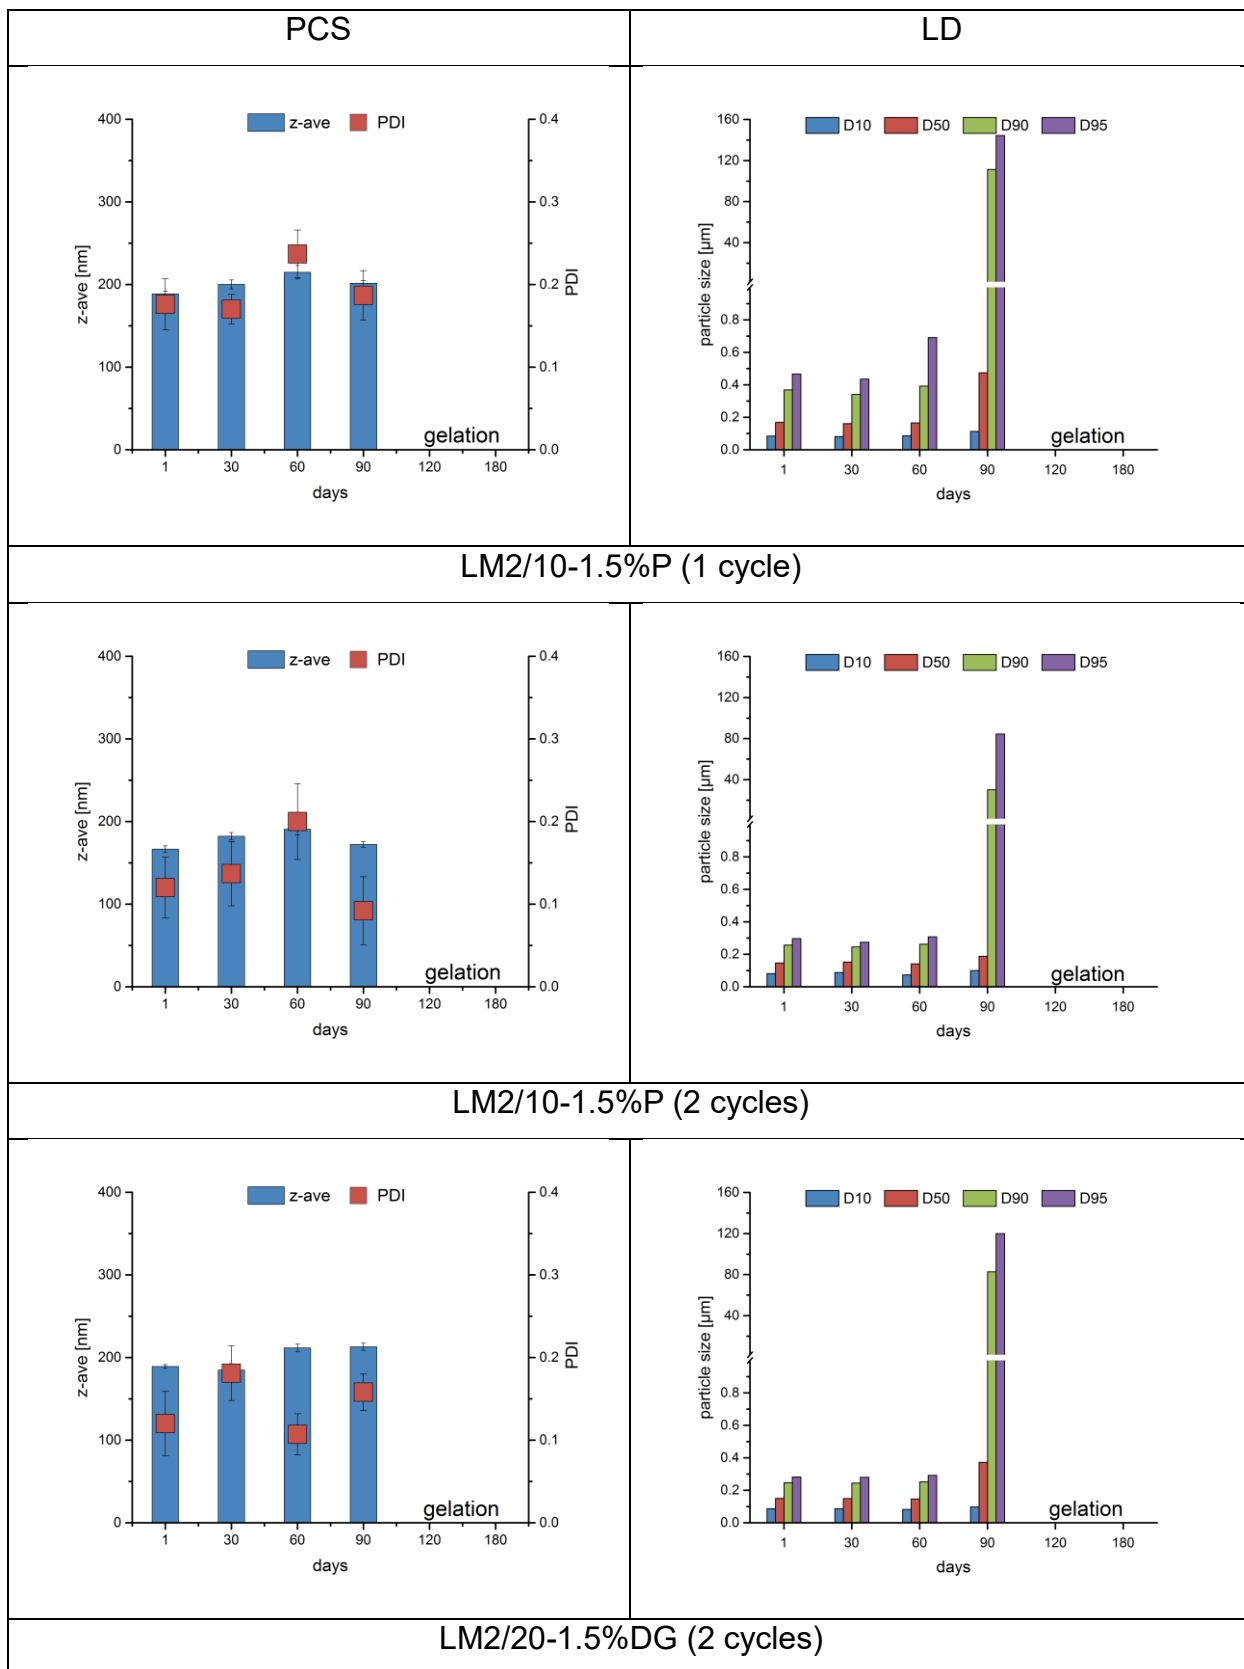 PCS LD
z-ave PDI
400
300
200
100
0
z-ave [nm]
0.4
0.3
0.2
0.1
0.0
PDI
gelation
1 30 60 90 120 180
days
D10 D50 D90 D95
160
120
80
40
0.8
0.6
0.4
0.2
0.0
particle size [µm]
gelation
1 30 60 90 120 180
days
LM2/10-1.5%P (1 cycle)
z-ave PDI
400
300
200
100
0
z-ave [nm]
0.4
0.3
0.2
0.1
0.0
PDI
gelation
1 30 60 90 120 180
days
D10 D50 D90 D95
160
120
80
40
0.8
0.6
0.4
0.2
0.0
particle size [µm]
gelation
1 30 60 90 120 180
days
LM2/10-1.5%P (2 cycles)
z-ave PDI
400
300
200
100
0
z-ave [nm]
0.4
0.3
0.2
0.1
0.0
PDI
gelation
1 30 60 90 120 180
days
D10 D50 D90 D95
160
120
80
40
0.8
0.6
0.4
0.2
0.0
particle size [µm]
gelation
1 30 60 90 120 180
days
LM2/20-1.5%DG (2 cycles)